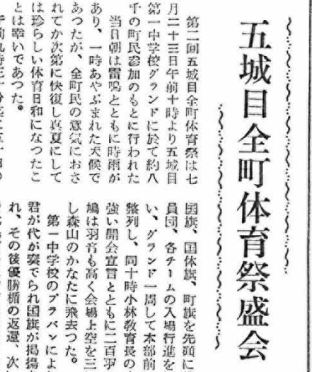 五城目全町体育祭盛会
第二回五城目全町体育祭は七
月二十三日午前十時より五城目
第一中学校グランドに於て約八
千の町民参加のもとに行われた
当日朝は雷鳴とともに時雨が
あり、一時あやぶまれた天候で
あつたが、全町民の意気におさ
れてか次第に快復し真夏にして
は珍らしい体育日和になつたこ
とは幸いであつた。
国旗、国体旗、町旗を先頭に
員団、各チームの入場行進を
い、グランド一周して本部前
整列し、同十時小林教育長の
強い開会宣言とともに二百羽
鳩は羽音も高く会場上空を三
し森山のかなたに飛去つた。
第一中学校のブラバンによ
君が代が奏でられ国旗が掲揚
れ、その後優勝楯の返還、次